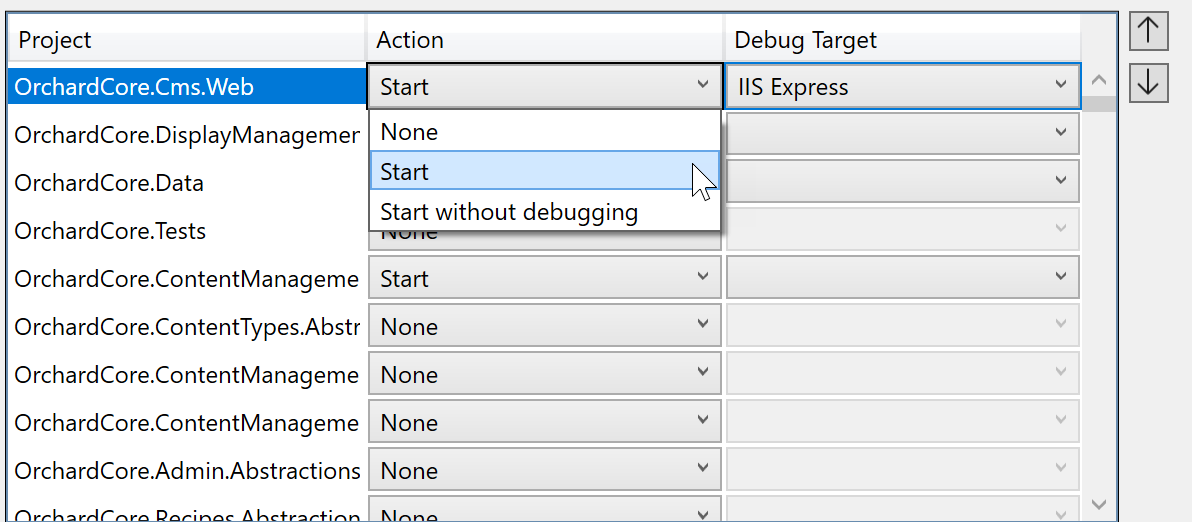 Project Action Debug Target
OrchardCore.Cms.Web Start IIS Express
None
OrchardCore.DisplayManagemen
Start
OrchardCore.Data
Start without debugging
OrchardCore.Tests None
OrchardCore.ContentManageme Start
OrchardCore.ContentTypes.Abstr None
OrchardCore.ContentManageme None
OrchardCore.ContentManageme None
OrchardCore.Admin.Abstractions None
OrchardCore.Recipes.Abstraction None